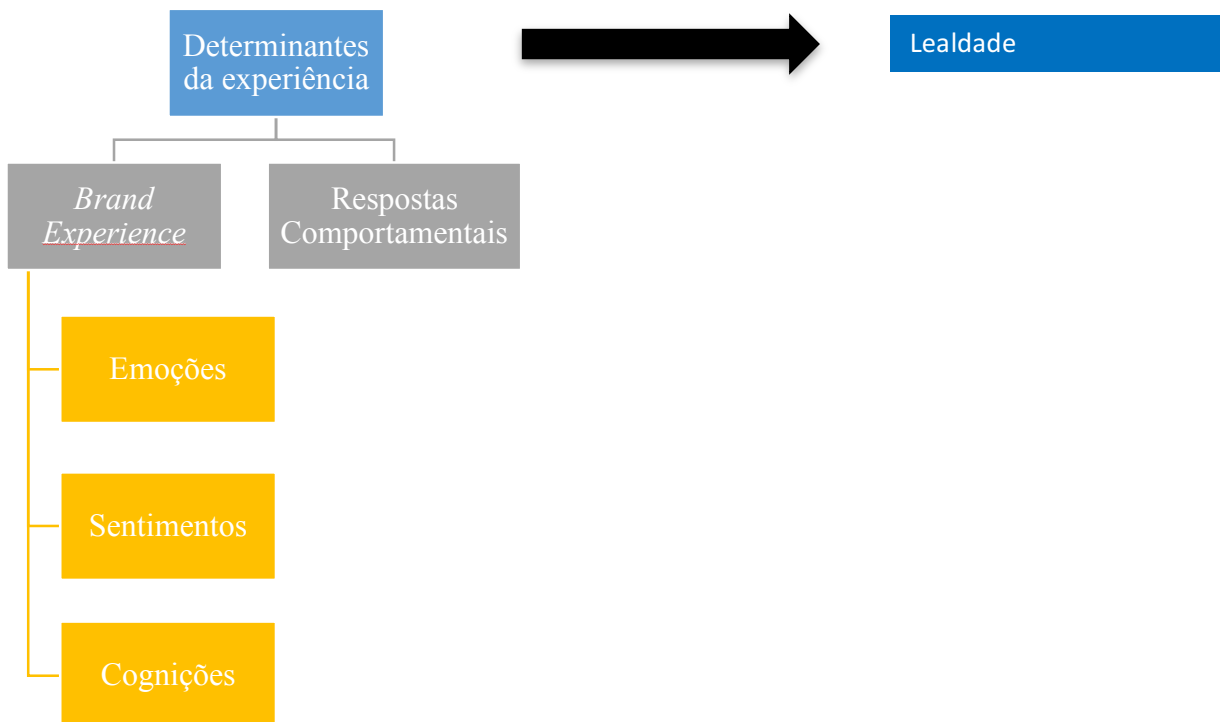 Determinantes
da experiência
Lealdade
Brand
Experience
Respostas
Comportamentais
Emoções
Sentimentos
Cognições